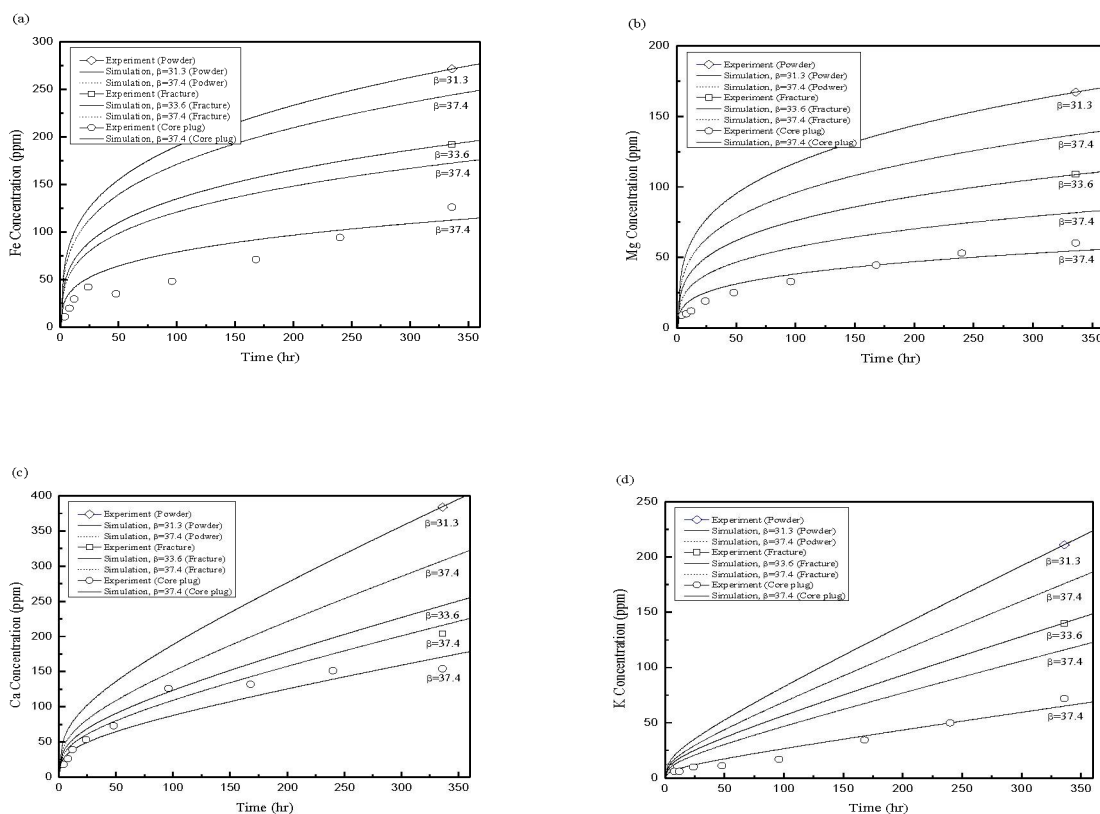 (a)
300
250
200
150
100
50
0
Fe Concentration (ppm)
Experiment (Powder)
Simulation, β=31.3 (Powder)
Simulation, β=37.4 (Podwer)
Experiment (Fracture)
Simulation, β=33.6 (Fracture)
Simulation, β=37.4 (Fracture)
Experiment (Core plug)
Simulation, β=37.4 (Core plug)
β=31.3
β=37.4
β=33.6
β=37.4
β=37.4
0 50 100 150 200 250 300 350
Time (hr)
(b)
200
150
100
50
0
Mg Concentration (ppm)
Experiment (Powder)
Simulation, β=31.3 (Powder)
Simulation, β=37.4 (Podwer)
Experiment (Fracture)
Simulation, β=33.6 (Fracture)
Simulation, β=37.4 (Fracture)
Experiment (Core plug)
Simulation, β=37.4 (Core plug)
β=31.3
β=37.4
β=33.6
β=37.4
β=37.4
0 50 100 150 200 250 300 350
Time (hr)
(c)
400
350
300
250
200
150
100
50
0
Ca Concentration (ppm)
Experiment (Powder)
Simulation, β=31.3 (Powder)
Simulation, β=37.4 (Podwer)
Experiment (Fracture)
Simulation, β=33.6 (Fracture)
Simulation, β=37.4 (Fracture)
Experiment (Core plug)
Simulation, β=37.4 (Core plug)
β=31.3
β=37.4
β=33.6
β=37.4
β=37.4
0 50 100 150 200 250 300 350
Time (hr)
(d)
250
200
150
100
50
0
K Concentration (ppm)
Experiment (Powder)
Simulation, β=31.3 (Powder)
Simulation, β=37.4 (Podwer)
Experiment (Fracture)
Simulation, β=33.6 (Fracture)
Simulation, β=37.4 (Fracture)
Experiment (Core plug)
Simulation, β=37.4 (Core plug)
β=31.3
β=37.4
β=33.6
β=37.4
β=37.4
0 50 100 150 200 250 300 350
Time (hr)